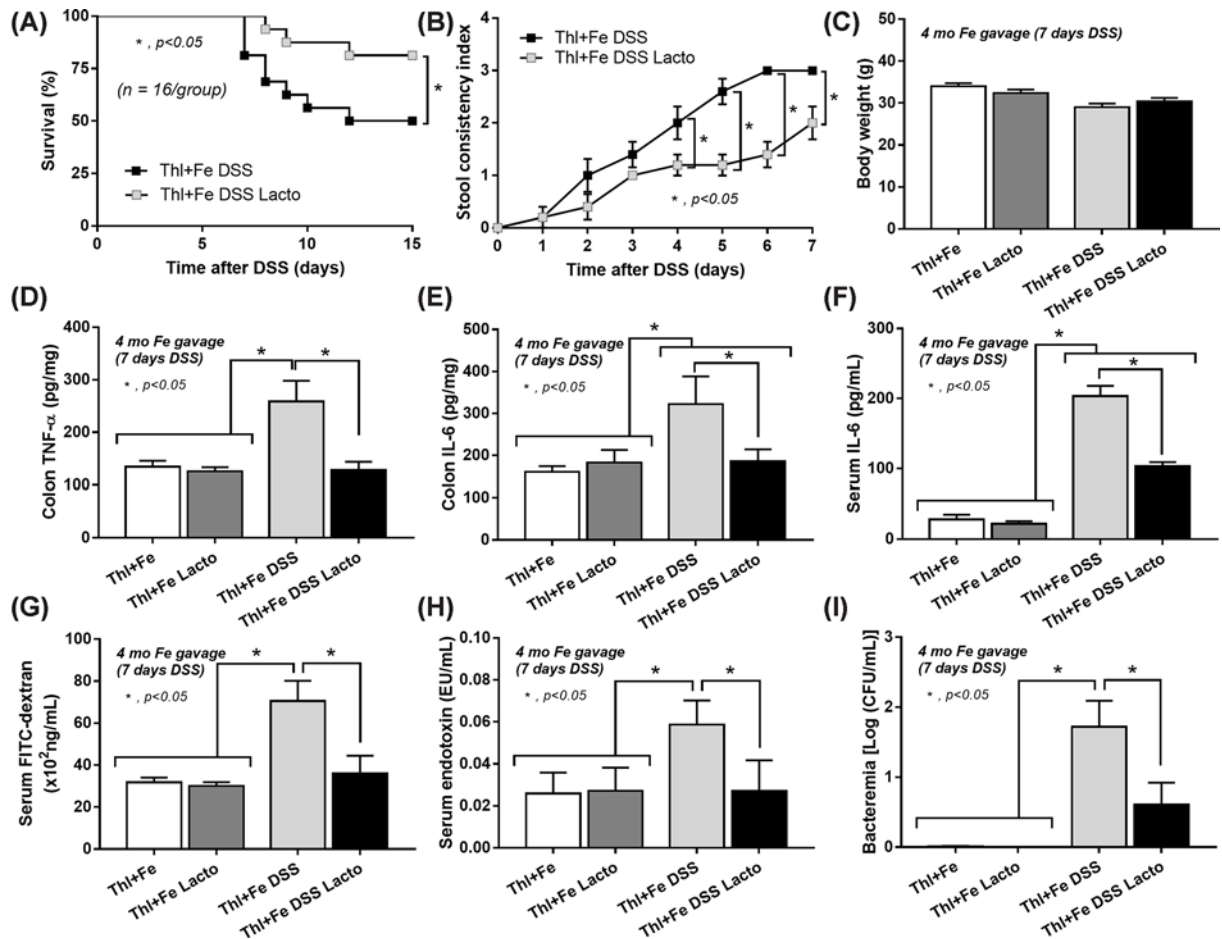 (A)
100
75
50
25
0
Survival (%)
* , p<0.05
(n = 16/group)
*
Thl+Fe DSS
Thl+Fe DSS Lacto
0
5
10
15
Time after DSS (days)
(B)
Thl+Fe DSS
Thl+Fe DSS Lacto
4
3
2
1
0
Stool consistency index
*
*
*
*
* , p<0.05
0
1
2
3
4
5
6
7
Time after DSS (days)
(C)
4 mo Fe gavage (7 days DSS)
40
30
20
10
0
Body weight (g)
Thl+Fe
Thl+Fe Lacto
Thl+Fe DSS
Thl+Fe DSS Lacto
(D)
4 mo Fe gavage
(7 days DSS)
* , p<0.05
*
*
400
300
200
100
0
Colon TNF-α (pg/mg)
Thl+Fe
Thl+Fe Lacto
Thl+Fe DSS
Thl+Fe DSS Lacto
(E)
4 mo Fe gavage
(7 days DSS)
* , p<0.05
*
*
500
400
300
200
100
0
Colon IL-6 (pg/mg)
Thl+Fe
Thl+Fe Lacto
Thl+Fe DSS
Thl+Fe DSS Lacto
(F)
4 mo Fe gavage
(7 days DSS)
* , p<0.05
*
*
300
200
100
0
Serum IL-6 (pg/mL)
Thl+Fe
Thl+Fe Lacto
Thl+Fe DSS
Thl+Fe DSS Lacto
(G)
4 mo Fe gavage
(7 days DSS)
* , p<0.05
*
*
100
80
60
40
20
0
Serum FITC-dextran
(x10²ng/mL)
Thl+Fe
Thl+Fe Lacto
Thl+Fe DSS
Thl+Fe DSS Lacto
(H)
4 mo Fe gavage
(7 days DSS)
* , p<0.05
*
*
0.10
0.08
0.06
0.04
0.02
0.00
Serum endotoxin (EU/mL)
Thl+Fe
Thl+Fe Lacto
Thl+Fe DSS
Thl+Fe DSS Lacto
(I)
4 mo Fe gavage
(7 days DSS)
* , p<0.05
*
*
3
2
1
0
Bacteremia [Log (CFU/mL)]
Thl+Fe
Thl+Fe Lacto
Thl+Fe DSS
Thl+Fe DSS Lacto